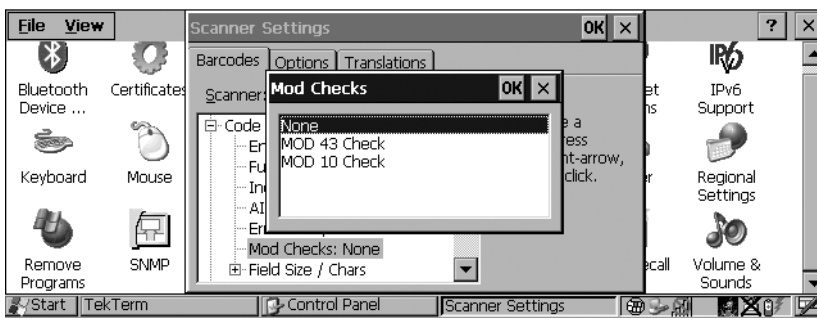 File View
Scanner Settings
OK
?
Barcodes
Options
Translations
Scanner:
Mod Checks
OK
None
MOD 43 Check
MOD 10 Check
Code
Mod Checks: None
Field Size / Chars
a
click.
Bluetooth
Device ...
Certificates
IPv6
Support
Keyboard
Mouse
Regional
Settings
Remove
Programs
SNMP
Volume &
Sounds
Start
TekTerm
Control Panel
Scanner Settings